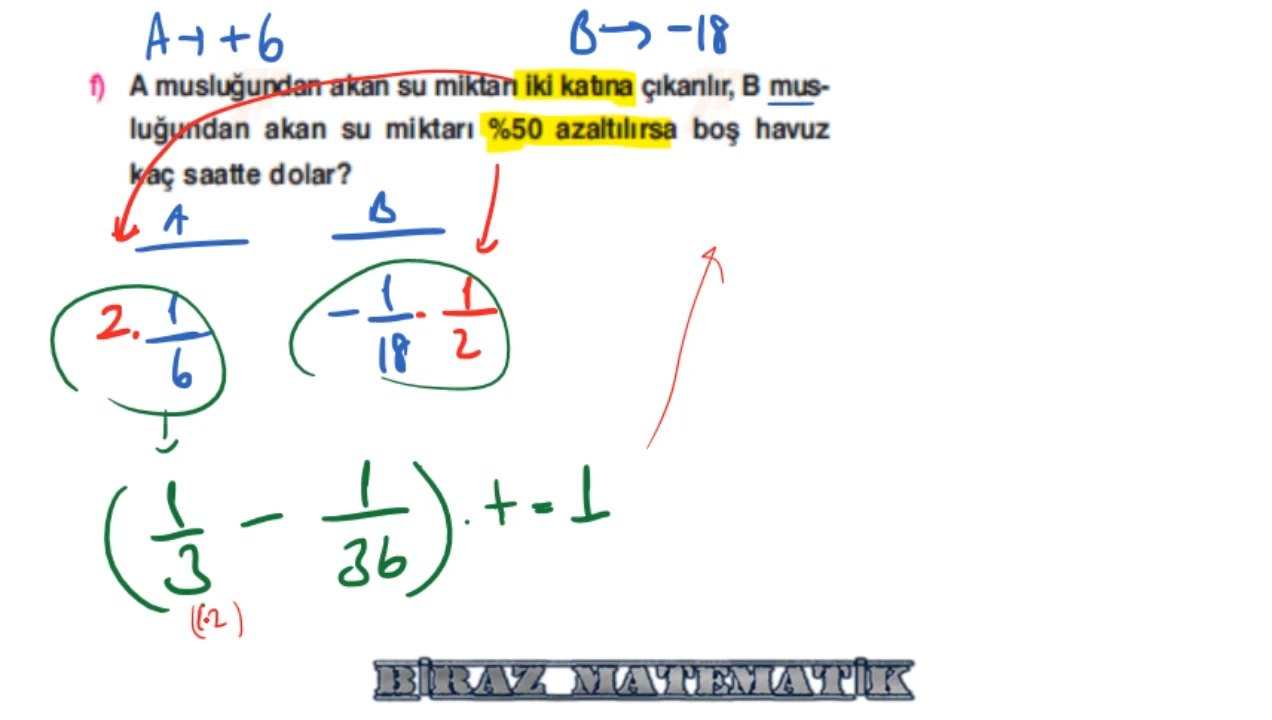 A → +6 B → -18
f) A musluğundan akan su miktarı iki katına çıkarılır, B mus-
luğundan akan su miktarı %50 azaltılırsa boş havuz
kaç saatte dolar?
A B
2. 1/6 - 1/18 . 1/2
(1/3 - 1/36) . t = 1
BİRAZ MATEMATİK